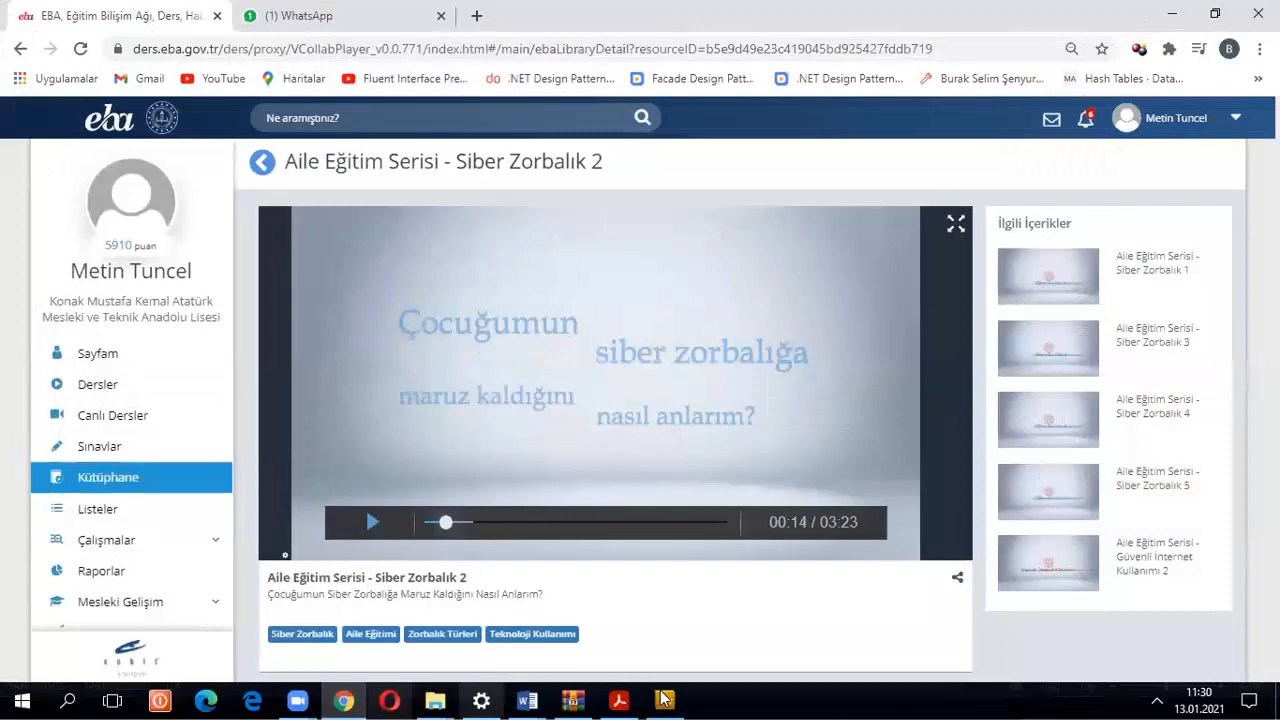 EBA, Eğitim Bilişim Ağı, Ders, Hak
(1) WhatsApp
ders.eba.gov.tr/ders/proxy/VCollabPlayer_v0.0.771/index.html#/main/ebaLibraryDetail?resourceID=b5e9d49e23c419045bd925427fddb719
B
Uygulamalar
Gmail
YouTube
Haritalar
Fluent Interface Pre...
.NET Design Pattern...
Facade Design Patt...
.NET Design Pattern...
Burak Selim Şenyur...
Hash Tables - Data...
eba
Ne aramıştınız?
6
Metin Tuncel
Aile Eğitim Serisi - Siber Zorbalık 2
5910 puan
Metin Tuncel
Konak Mustafa Kemal Atatürk
Mesleki ve Teknik Anadolu Lisesi
Sayfam
Dersler
Canlı Dersler
Sınavlar
Kütüphane
Listeler
Çalışmalar
Raporlar
Mesleki Gelişim
Çocuğumun
siber zorbalığa
maruz kaldığını
nasıl anlarım?
00:14 / 03:23
Aile Eğitim Serisi - Siber Zorbalık 2
Çocuğumun Siber Zorbalığa Maruz Kaldığını Nasıl Anlarım?
Siber Zorbalık
Aile Eğitimi
Zorbalık Türleri
Teknoloji Kullanımı
İlgili İçerikler
Aile Eğitim Serisi -
Siber Zorbalık 1
Aile Eğitim Serisi -
Siber Zorbalık 3
Aile Eğitim Serisi -
Siber Zorbalık 4
Aile Eğitim Serisi -
Siber Zorbalık 5
Aile Eğitim Serisi -
Güvenli İnternet
Kullanımı 2
11:30
13.01.2021